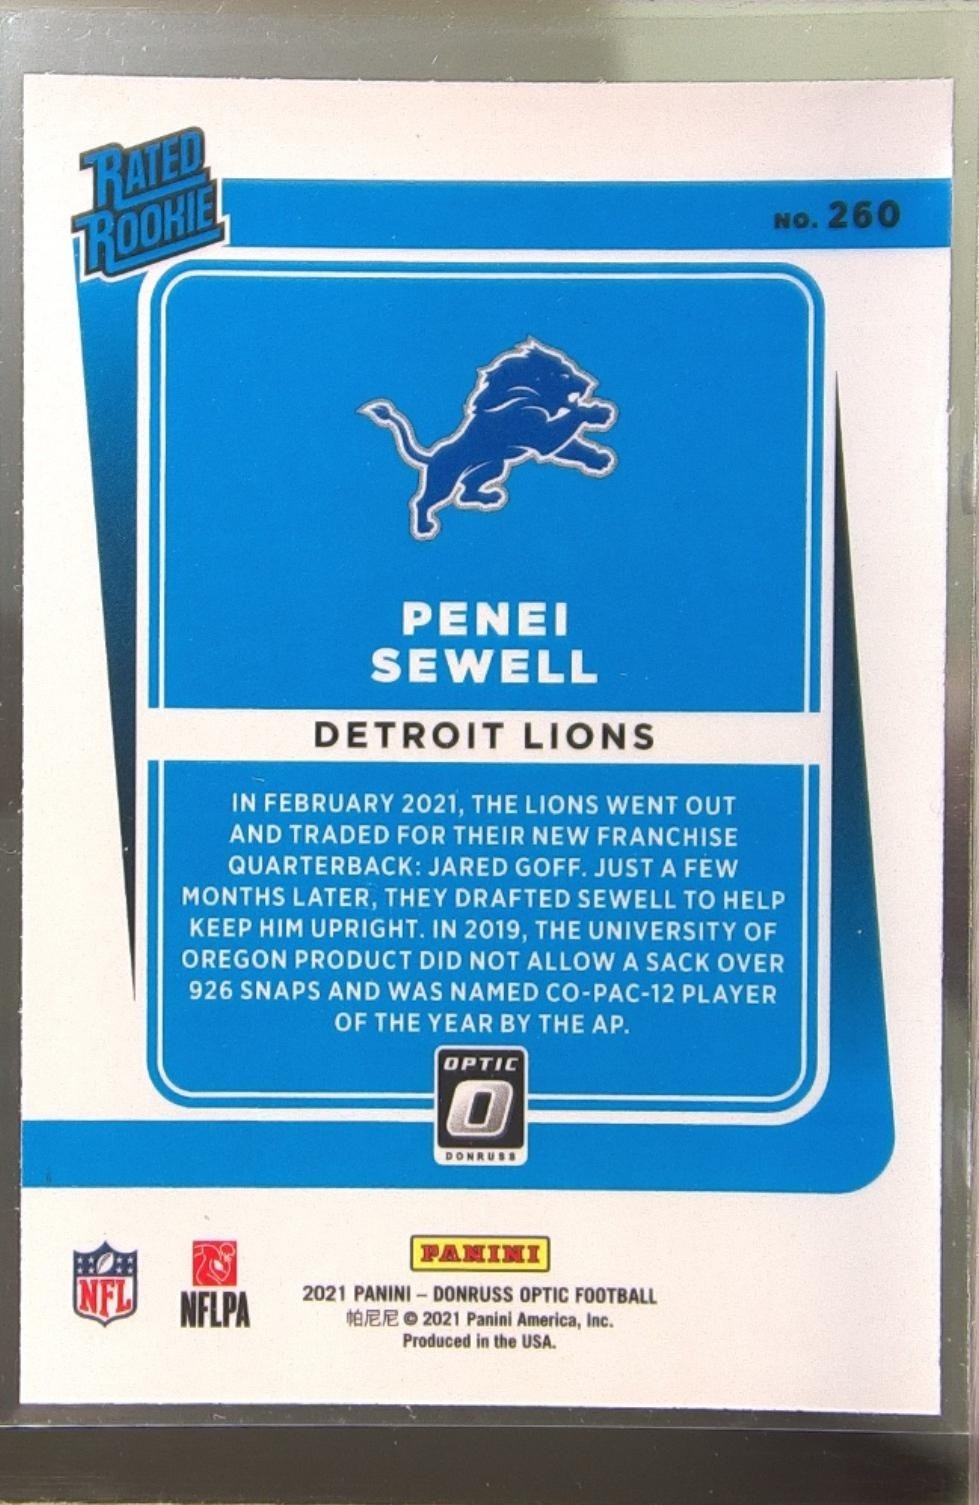 RATED
ROOKIE
NO. 260
PENEI
SEWELL
DETROIT LIONS
IN FEBRUARY 2021, THE LIONS WENT OUT
AND TRADED FOR THEIR NEW FRANCHISE
QUARTERBACK: JARED GOFF. JUST A FEW
MONTHS LATER, THEY DRAFTED SEWELL TO HELP
KEEP HIM UPRIGHT. IN 2019, THE UNIVERSITY OF
OREGON PRODUCT DID NOT ALLOW A SACK OVER
926 SNAPS AND WAS NAMED CO-PAC-12 PLAYER
OF THE YEAR BY THE AP.
OPTIC
O
DONRUSS
NFL
NFLPA
PANINI
2021 PANINI – DONRUSS OPTIC FOOTBALL
帕尼尼 © 2021 Panini America, Inc.
Produced in the USA.